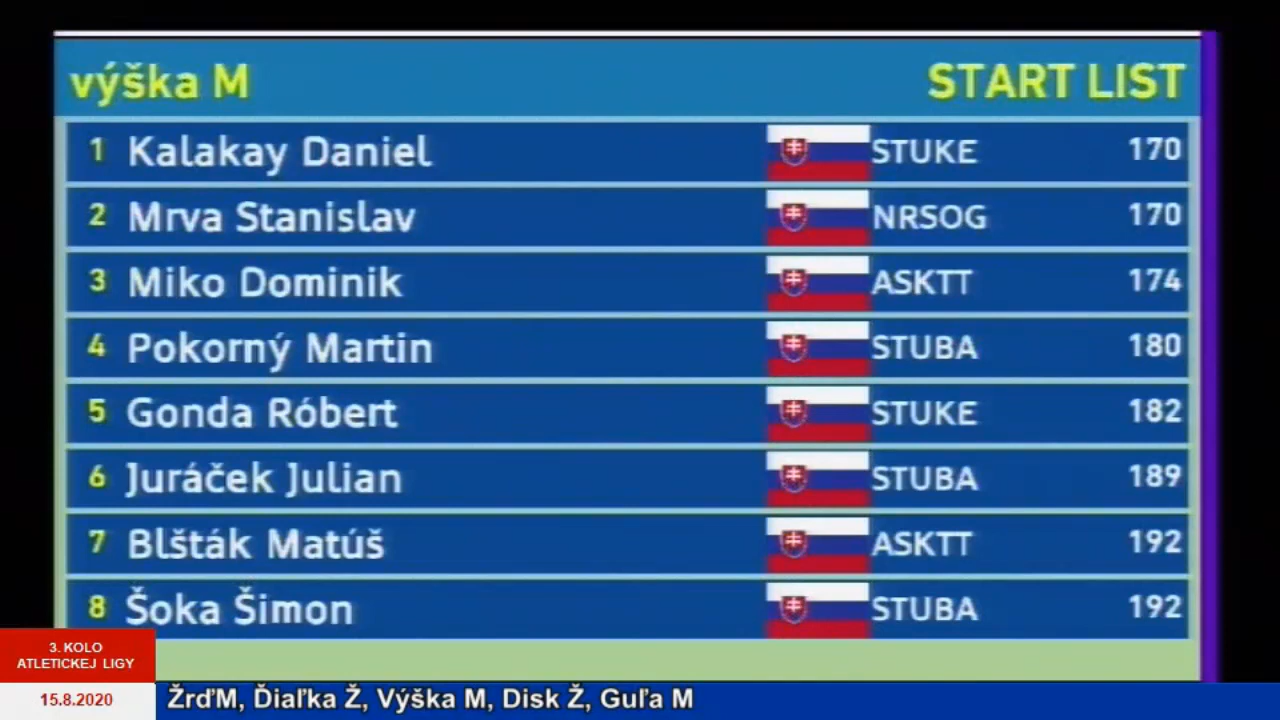 výška M START LIST
1 Kalakay Daniel STUKE 170
2 Mrva Stanislav NRSOG 170
3 Miko Dominik ASKTT 174
4 Pokorný Martin STUBA 180
5 Gonda Róbert STUKE 182
6 Juráček Julian STUBA 189
7 Blšták Matúš ASKTT 192
8 Šoka Šimon STUBA 192
3. KOLO
ATLETICKEJ LIGY
15.8.2020 ŽrďM, Ďiaľka Ž, Výška M, Disk Ž, Guľa M